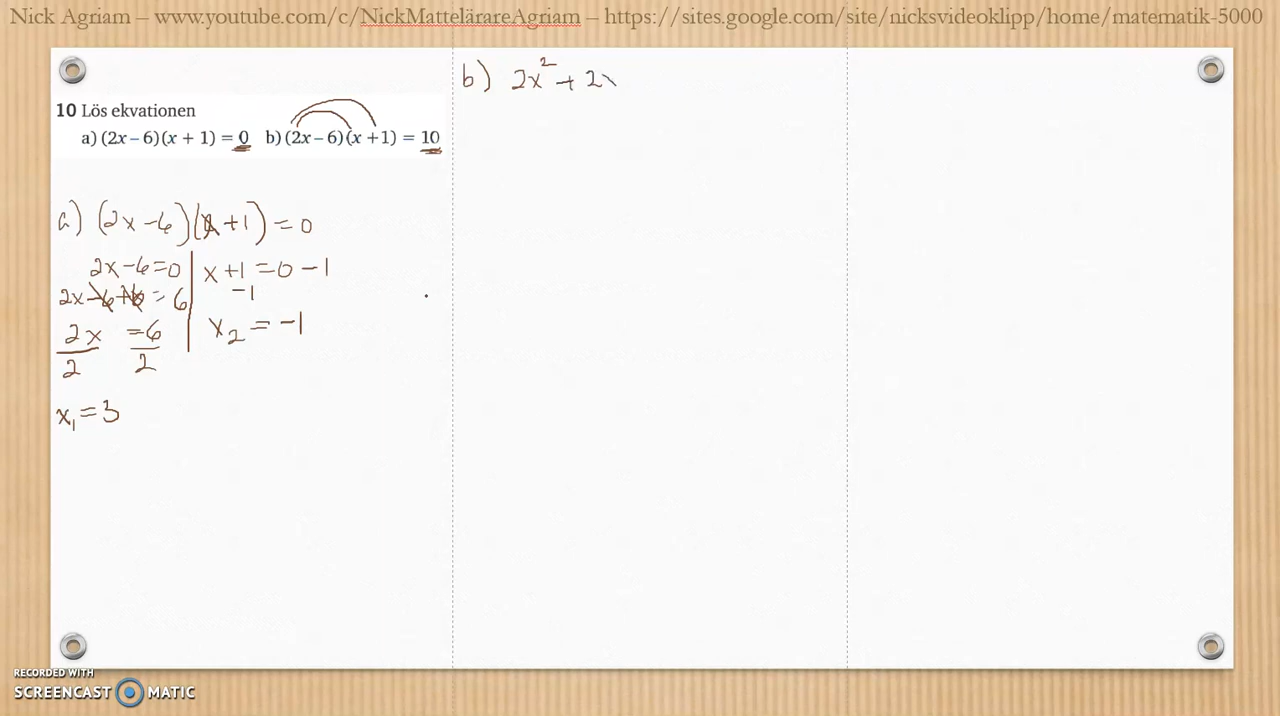 Nick Agriam – www.youtube.com/c/NickMattelärareAgriam – https://sites.google.com/site/nicksvideoklipp/home/matematik-5000
10 Lös ekvationen
a) (2x – 6)(x + 1) = 0 b) (2x – 6)(x + 1) = 10
a) (2x – 6)(x + 1) = 0
2x – 6 = 0 | x + 1 = 0 – 1
2x – 6 + 6 = 6 | – 1
2x = 6 | x₂ = –1
2 2
x₁ = 3
b) 2x² + 2x
RECORDED WITH
SCREENCAST MATIC